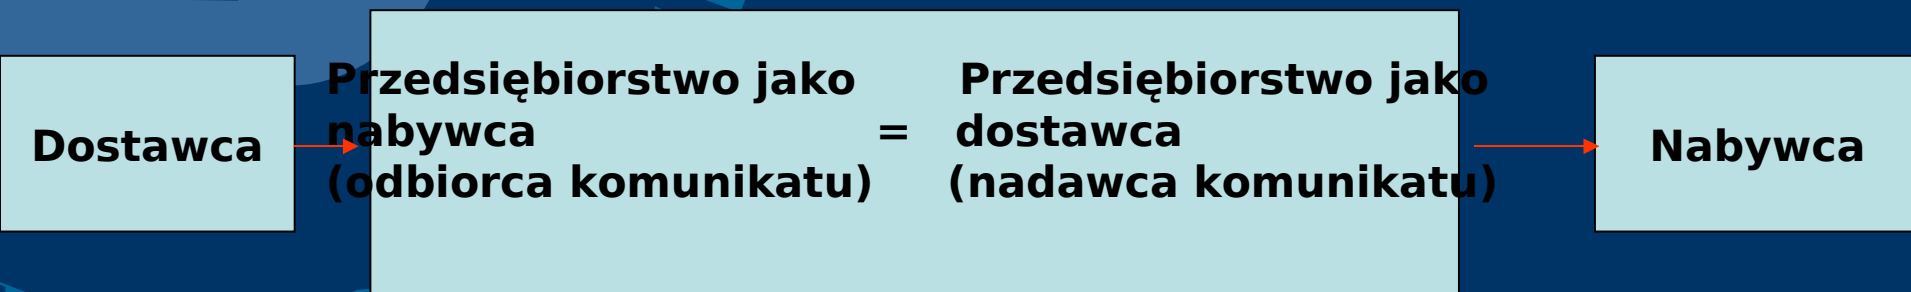 Dostawca
Przedsiębiorstwo jako Przedsiębiorstwo jako
nabywca = dostawca
(odbiorca komunikatu) (nadawca komunikatu)
Nabywca